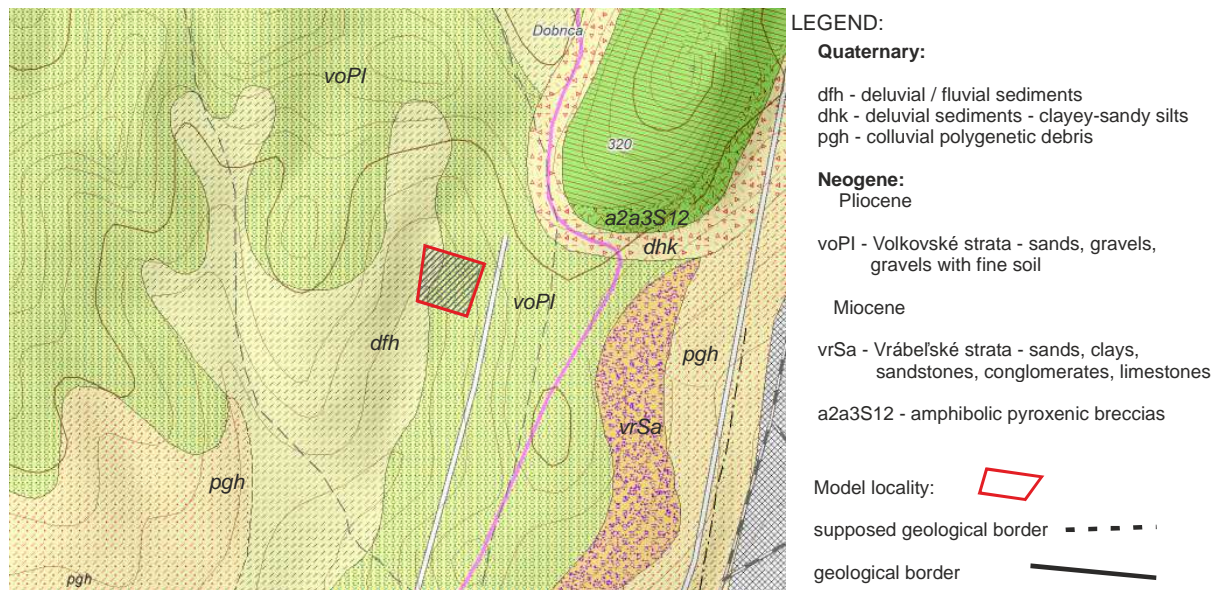 Dobnca
voPl
320
a2a3S12
dhk
voPl
dfh
pgh
vrSa
pgh
pgh
LEGEND:
Quaternary:
dfh - deluvial / fluvial sediments
dhk - deluvial sediments - clayey-sandy silts
pgh - colluvial polygenetic debris
Neogene:
Pliocene
voPl - Volkovské strata - sands, gravels,
gravels with fine soil
Miocene
vrSa - Vrábeľské strata - sands, clays,
sandstones, conglomerates, limestones
a2a3S12 - amphibolic pyroxenic breccias
Model locality:
supposed geological border
geological border